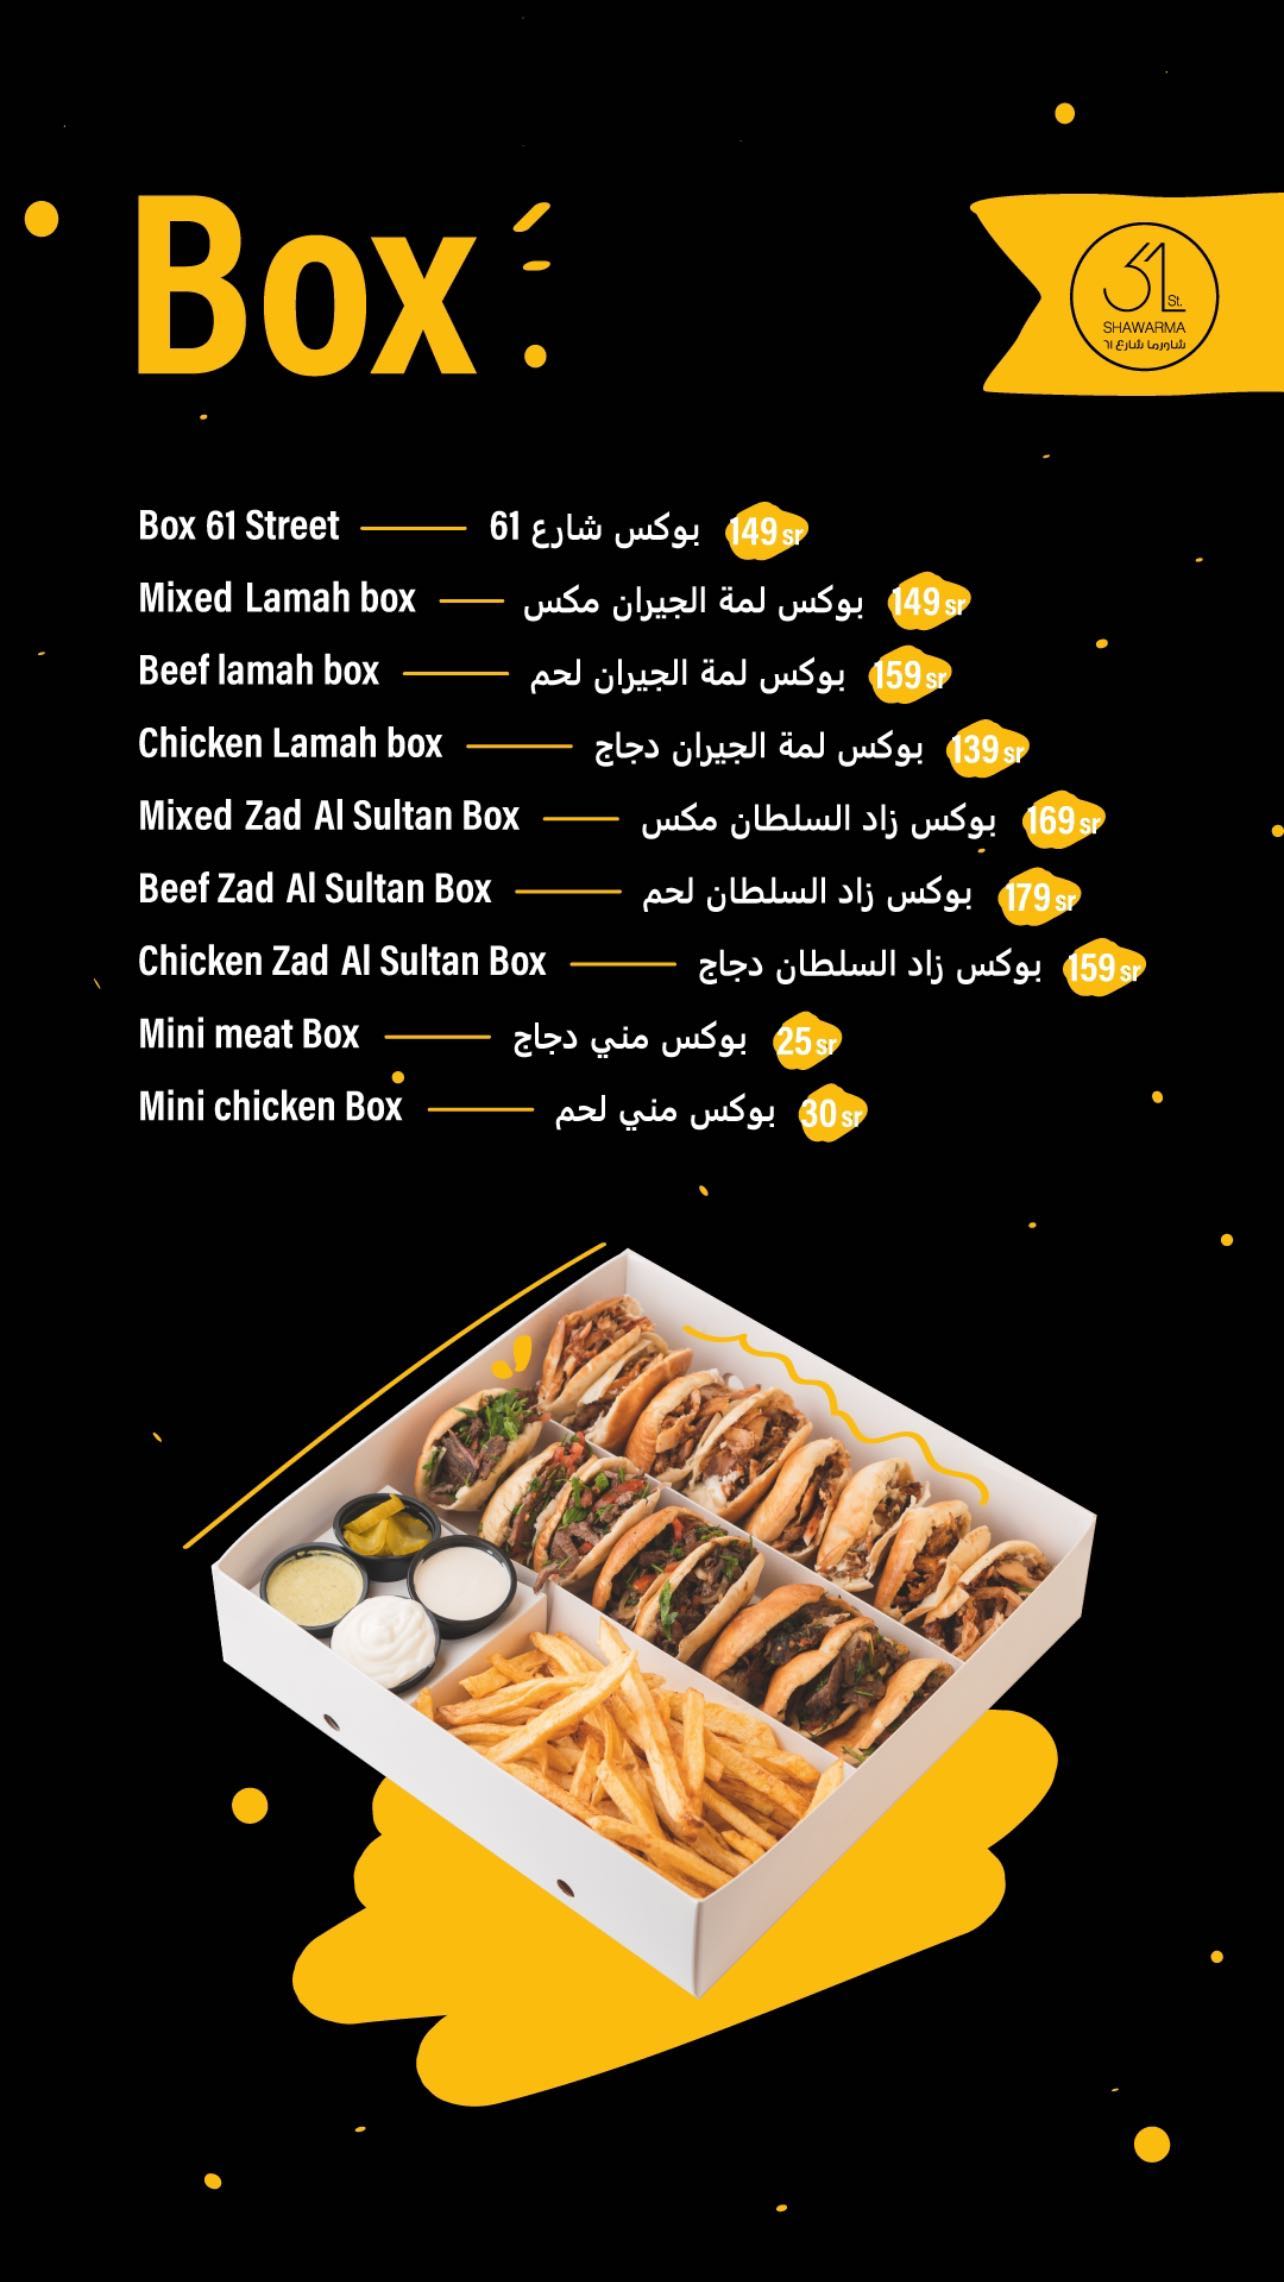 Box
61 St.
SHAWARMA
شاورما شارع ٦١
Box 61 Street بوكس شارع 61 149 sr
Mixed Lamah box بوكس لمة الجيران مكس 149 sr
Beef lamah box بوكس لمة الجيران لحم 159 sr
Chicken Lamah box بوكس لمة الجيران دجاج 139 sr
Mixed Zad Al Sultan Box بوكس زاد السلطان مكس 169 sr
Beef Zad Al Sultan Box بوكس زاد السلطان لحم 179 sr
Chicken Zad Al Sultan Box بوكس زاد السلطان دجاج 159 sr
Mini meat Box بوكس مني دجاج 25 sr
Mini chicken Box بوكس مني لحم 30 sr